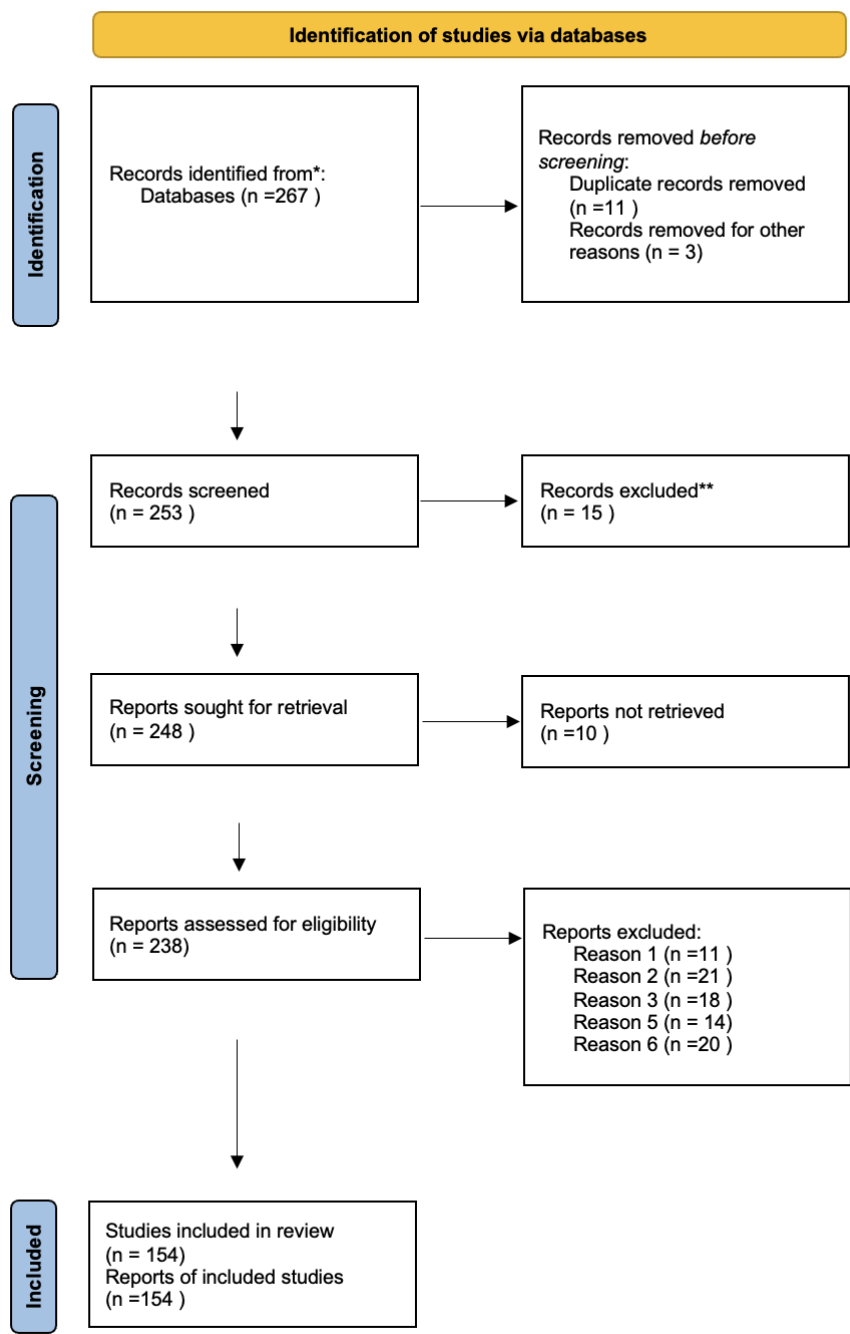 Identification of studies via databases
Identification
Records identified from*:
Databases (n =267 )
Records removed before
screening:
Duplicate records removed
(n =11 )
Records removed for other
reasons (n = 3)
Screening
Records screened
(n = 253 )
Records excluded**
(n = 15 )
Reports sought for retrieval
(n = 248 )
Reports not retrieved
(n =10 )
Reports assessed for eligibility
(n = 238)
Reports excluded:
Reason 1 (n =11 )
Reason 2 (n =21 )
Reason 3 (n =18 )
Reason 5 (n = 14)
Reason 6 (n =20 )
Included
Studies included in review
(n = 154)
Reports of included studies
(n =154 )